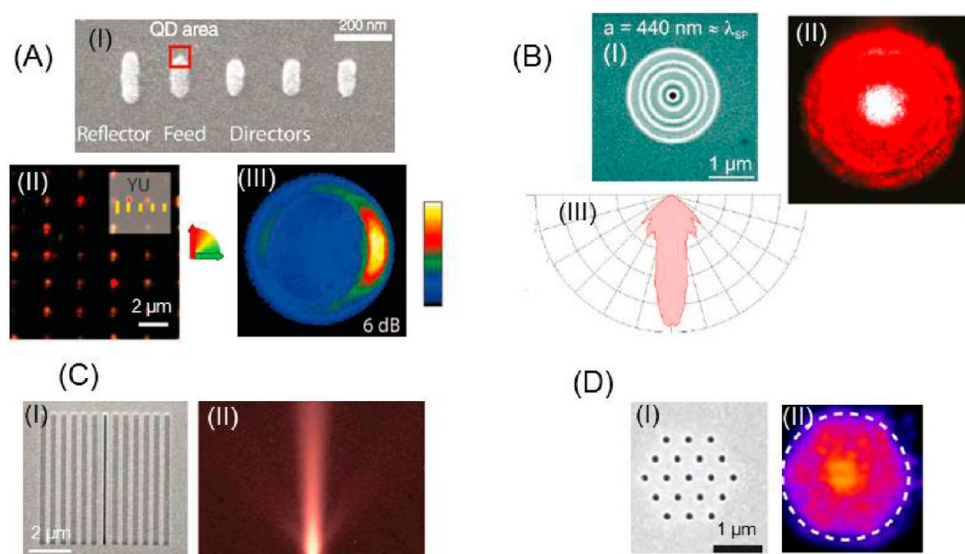 (A)
(I)
QD area
200 nm
Reflector Feed Directors
(II)
YU
2 µm
(III)
6 dB
(B)
a = 440 nm ≈ λSP
(I)
1 µm
(II)
(III)
(C)
(I)
2 µm
(II)
(D)
(I)
1 µm
(II)